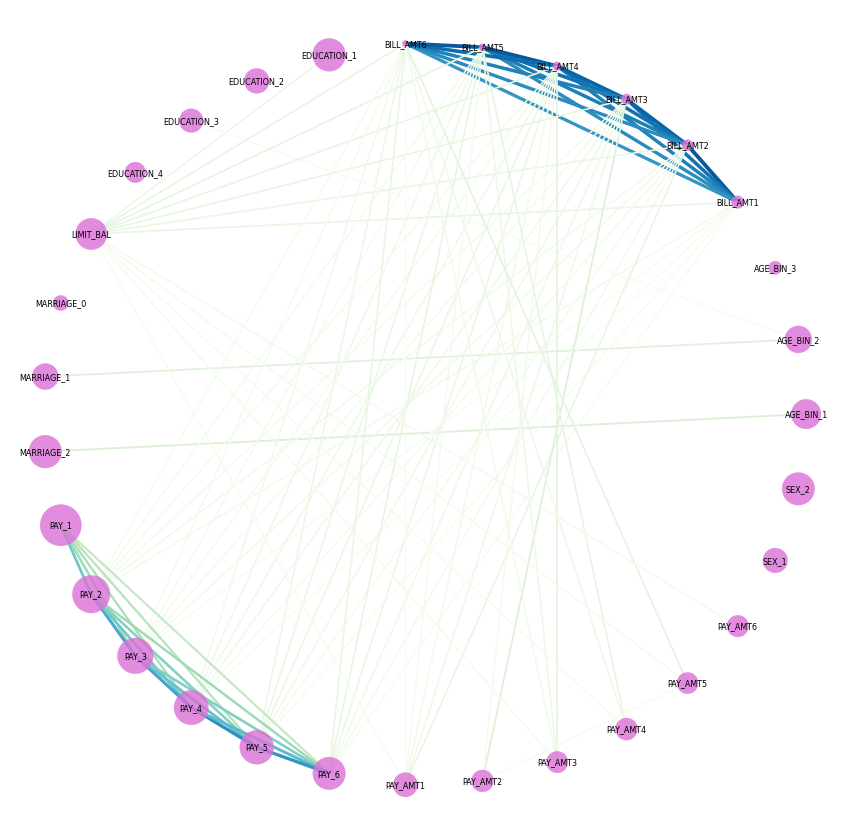 BILL_AMT6
BILL_AMT5
EDUCATION_1
BILL_AMT4
EDUCATION_2
BILL_AMT3
EDUCATION_3
BILL_AMT2
EDUCATION_4
BILL_AMT1
LIMIT_BAL
AGE_BIN_3
MARRIAGE_0
AGE_BIN_2
MARRIAGE_1
AGE_BIN_1
MARRIAGE_2
SEX_2
PAY_1
SEX_1
PAY_2
PAY_AMT6
PAY_3
PAY_AMT5
PAY_4
PAY_AMT4
PAY_5
PAY_AMT3
PAY_6
PAY_AMT2
PAY_AMT1